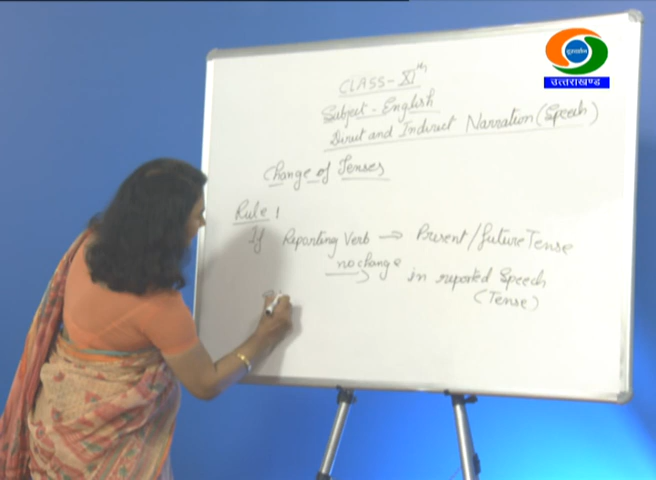 CLASS-XIth
Subject - English
Direct and Indirect Narration (Speech)
Change of Tenses
Rule 1
If Reporting Verb → Present/future Tense
no change in reported Speech
(Tense)
उत्तराखण्ड